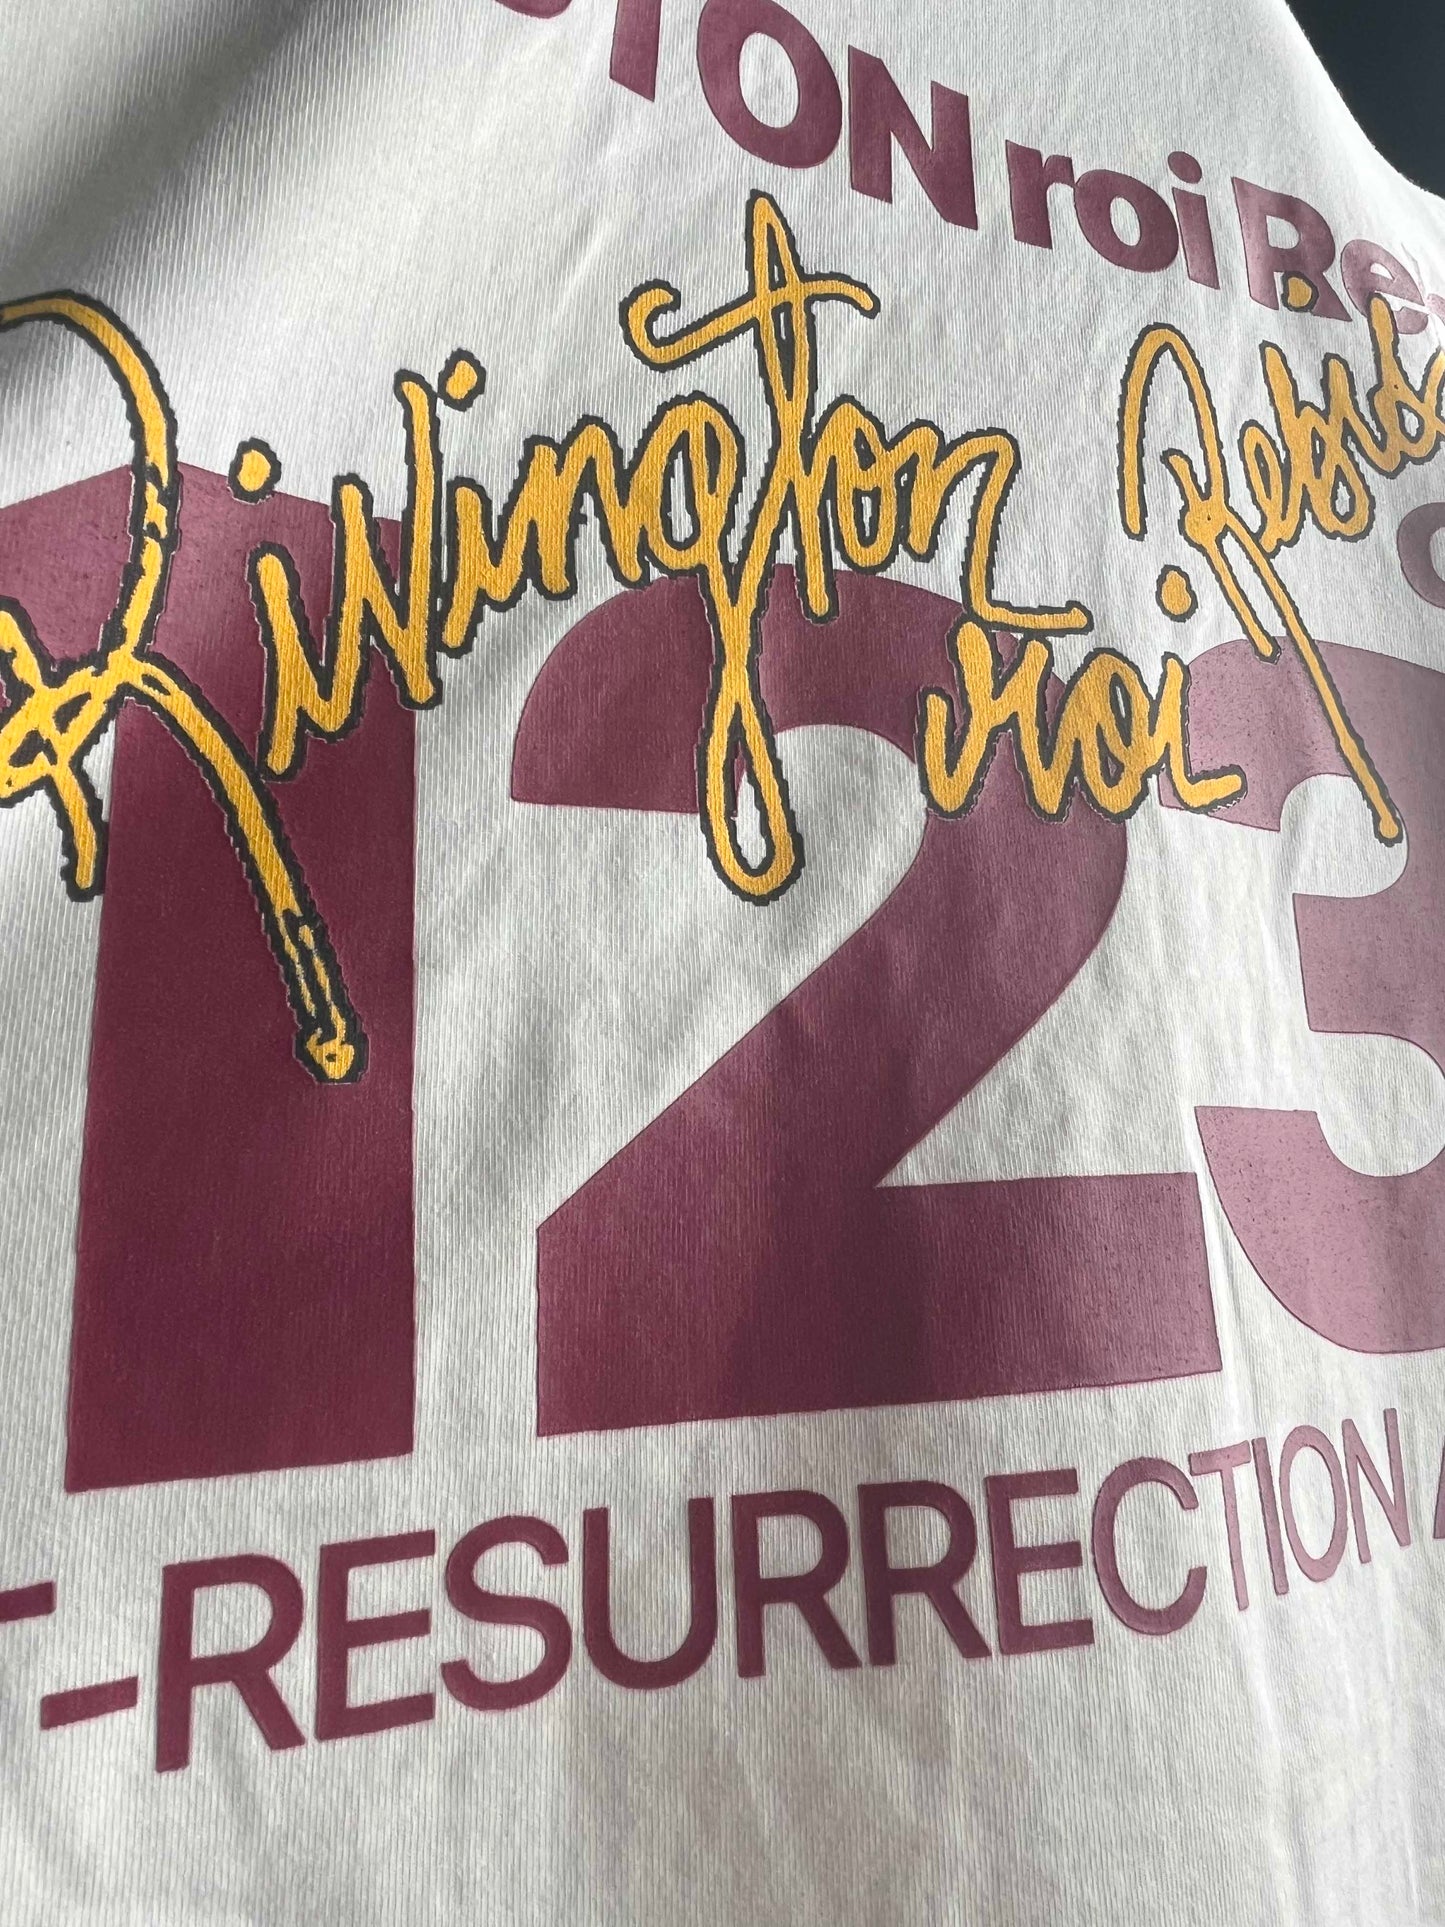 TON roi Re
Rivington
roi Rebis
123
-RESURRECTION